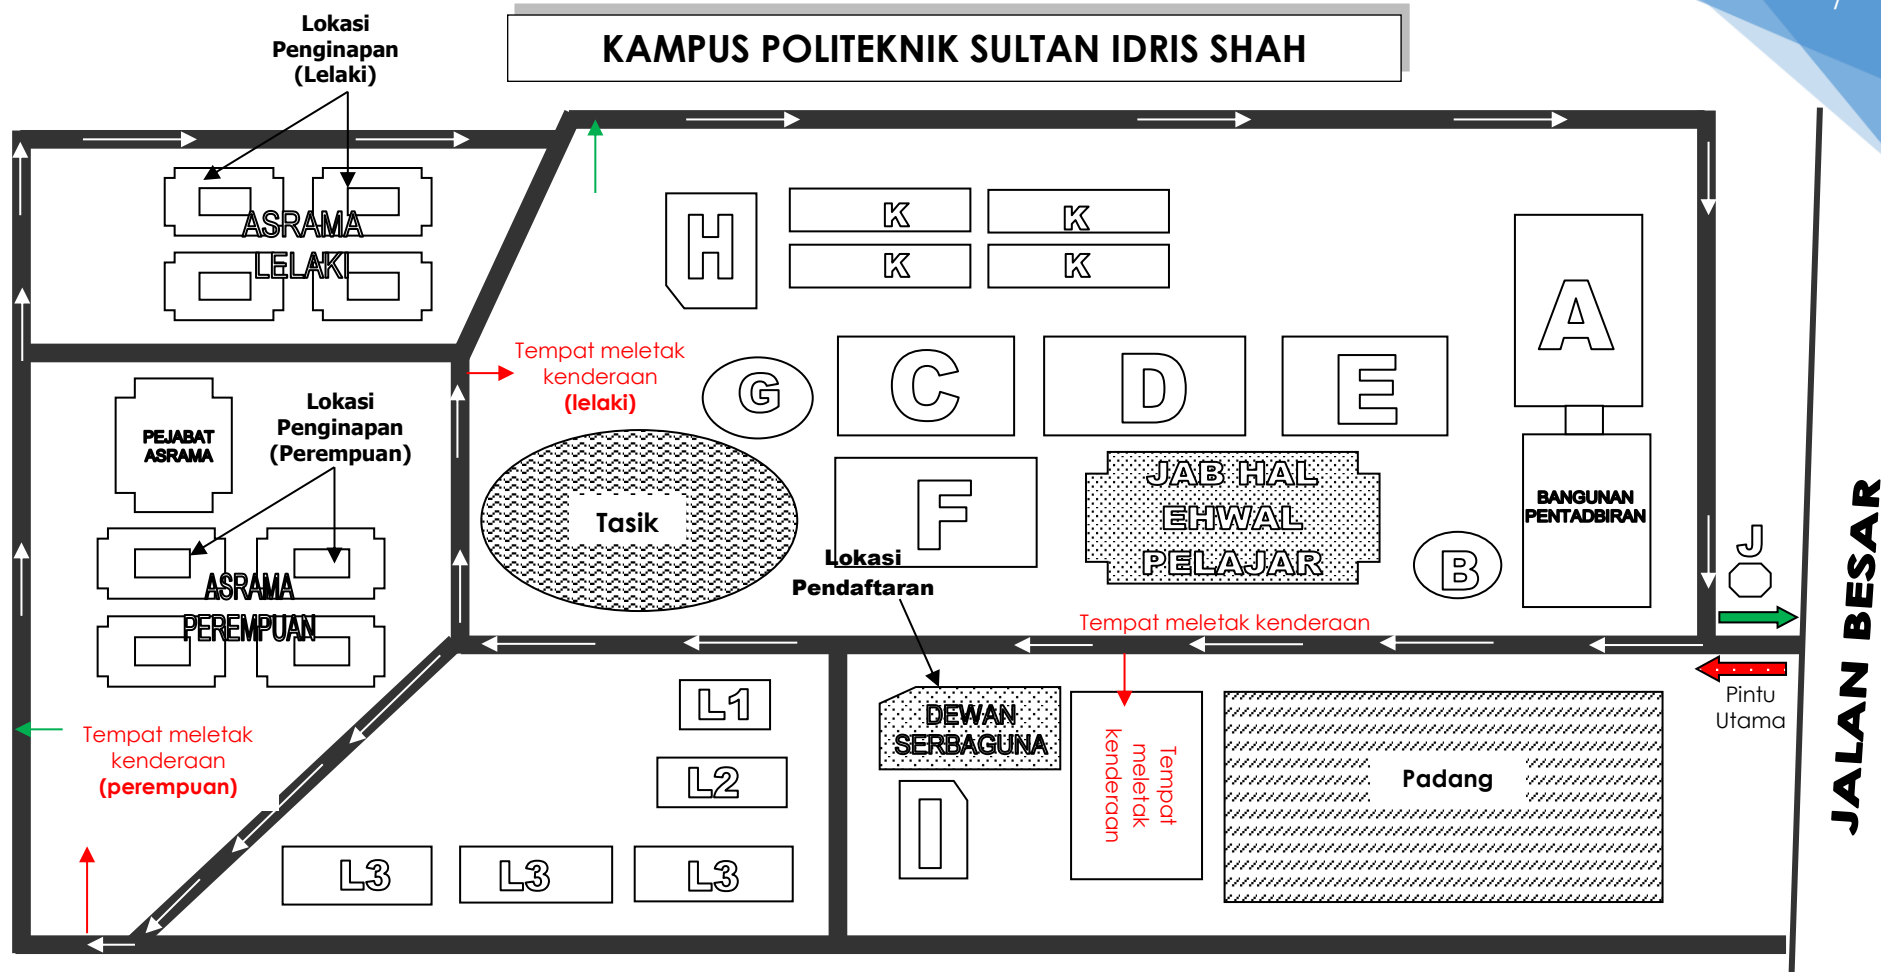 7
KAMPUS POLITEKNIK SULTAN IDRIS SHAH
Lokasi
Penginapan
(Lelaki)
ASRAMA
LELAKI
H
K
K
K
K
A
Tempat meletak
kenderaan
(lelaki)
G
C
D
E
PEJABAT
ASRAMA
Lokasi
Penginapan
(Perempuan)
ASRAMA
PEREMPUAN
Tasik
F
JAB HAL
EHWAL
PELAJAR
B
BANGUNAN
PENTADBIRAN
J
Lokasi
Pendaftaran
Tempat meletak kenderaan
Pintu
Utama
JALAN BESAR
Tempat meletak
kenderaan
(perempuan)
L1
L2
L3
L3
L3
DEWAN
SERBAGUNA
I
Tempat
meletak
kenderaan
Padang